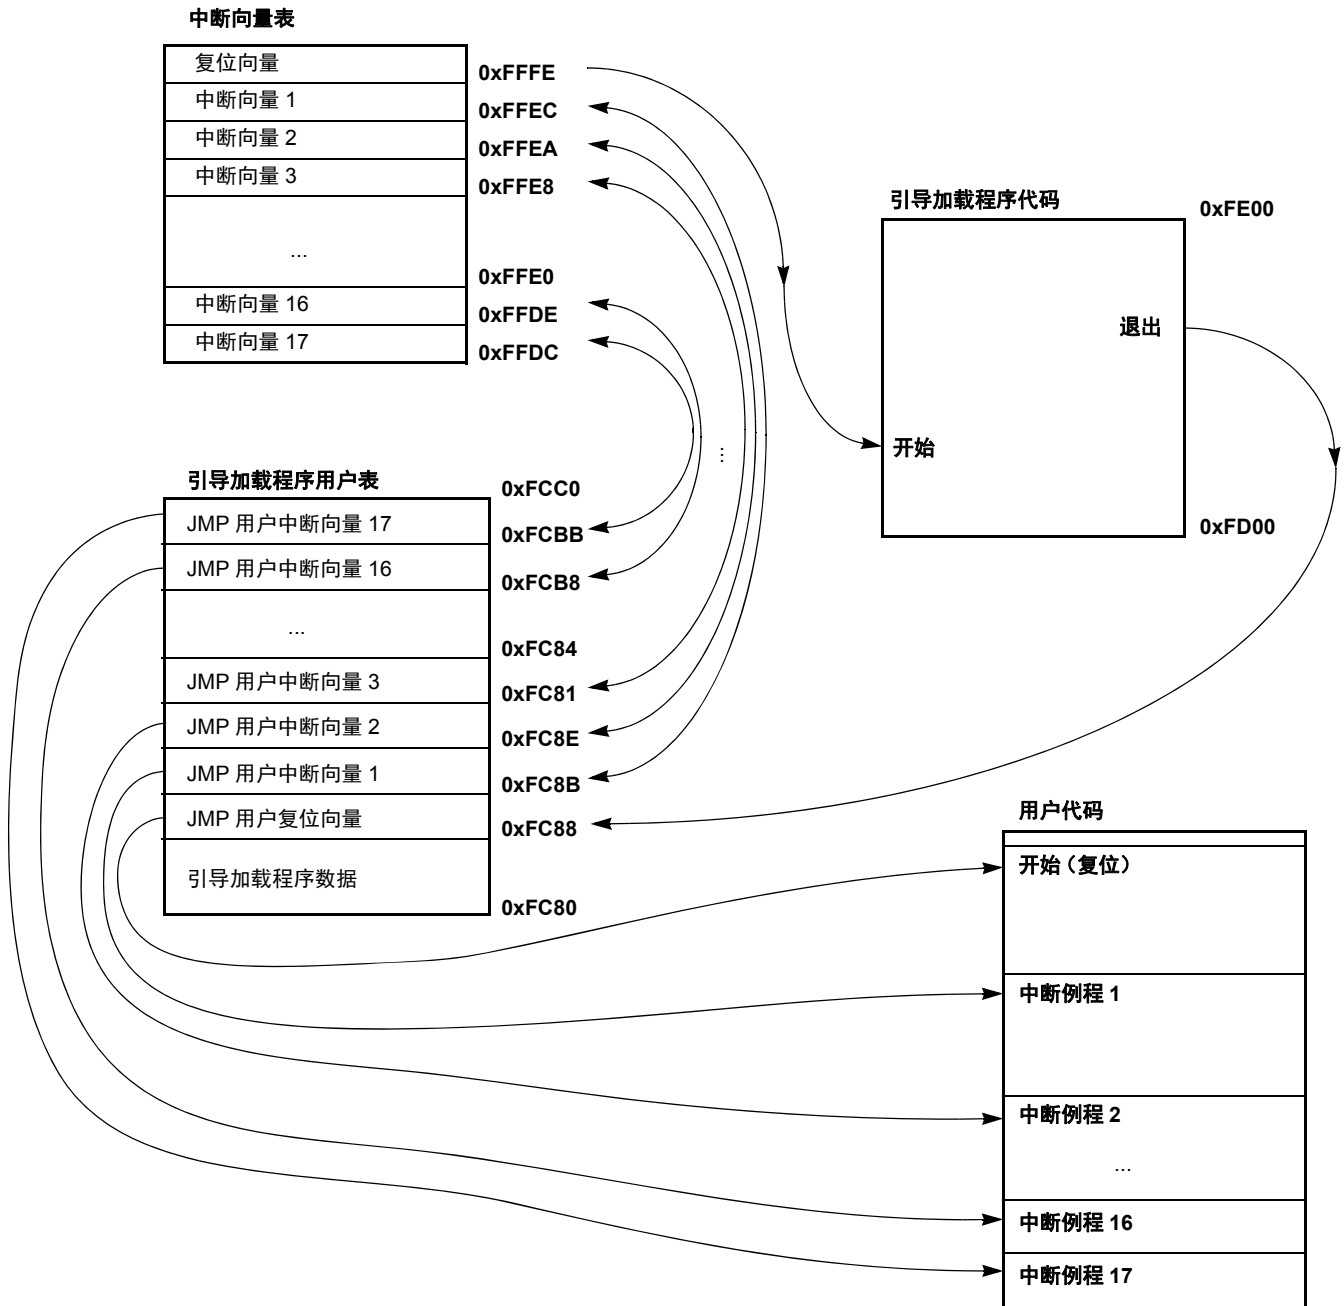 中断向量表
复位向量
0xFFFE
中断向量 1
0xFFEC
中断向量 2
0xFFEA
中断向量 3
0xFFE8
...
0xFFE0
中断向量 16
0xFFDE
中断向量 17
0xFFDC
...
引导加载程序代码
0xFE00
退出
开始
0xFD00
引导加载程序用户表
0xFCC0
JMP 用户中断向量 17
0xFCBB
JMP 用户中断向量 16
0xFCB8
...
0xFC84
JMP 用户中断向量 3
0xFC81
JMP 用户中断向量 2
0xFC8E
JMP 用户中断向量 1
0xFC8B
JMP 用户复位向量
0xFC88
引导加载程序数据
0xFC80
用户代码
开始（复位）
中断例程 1
中断例程 2
...
中断例程 16
中断例程 17